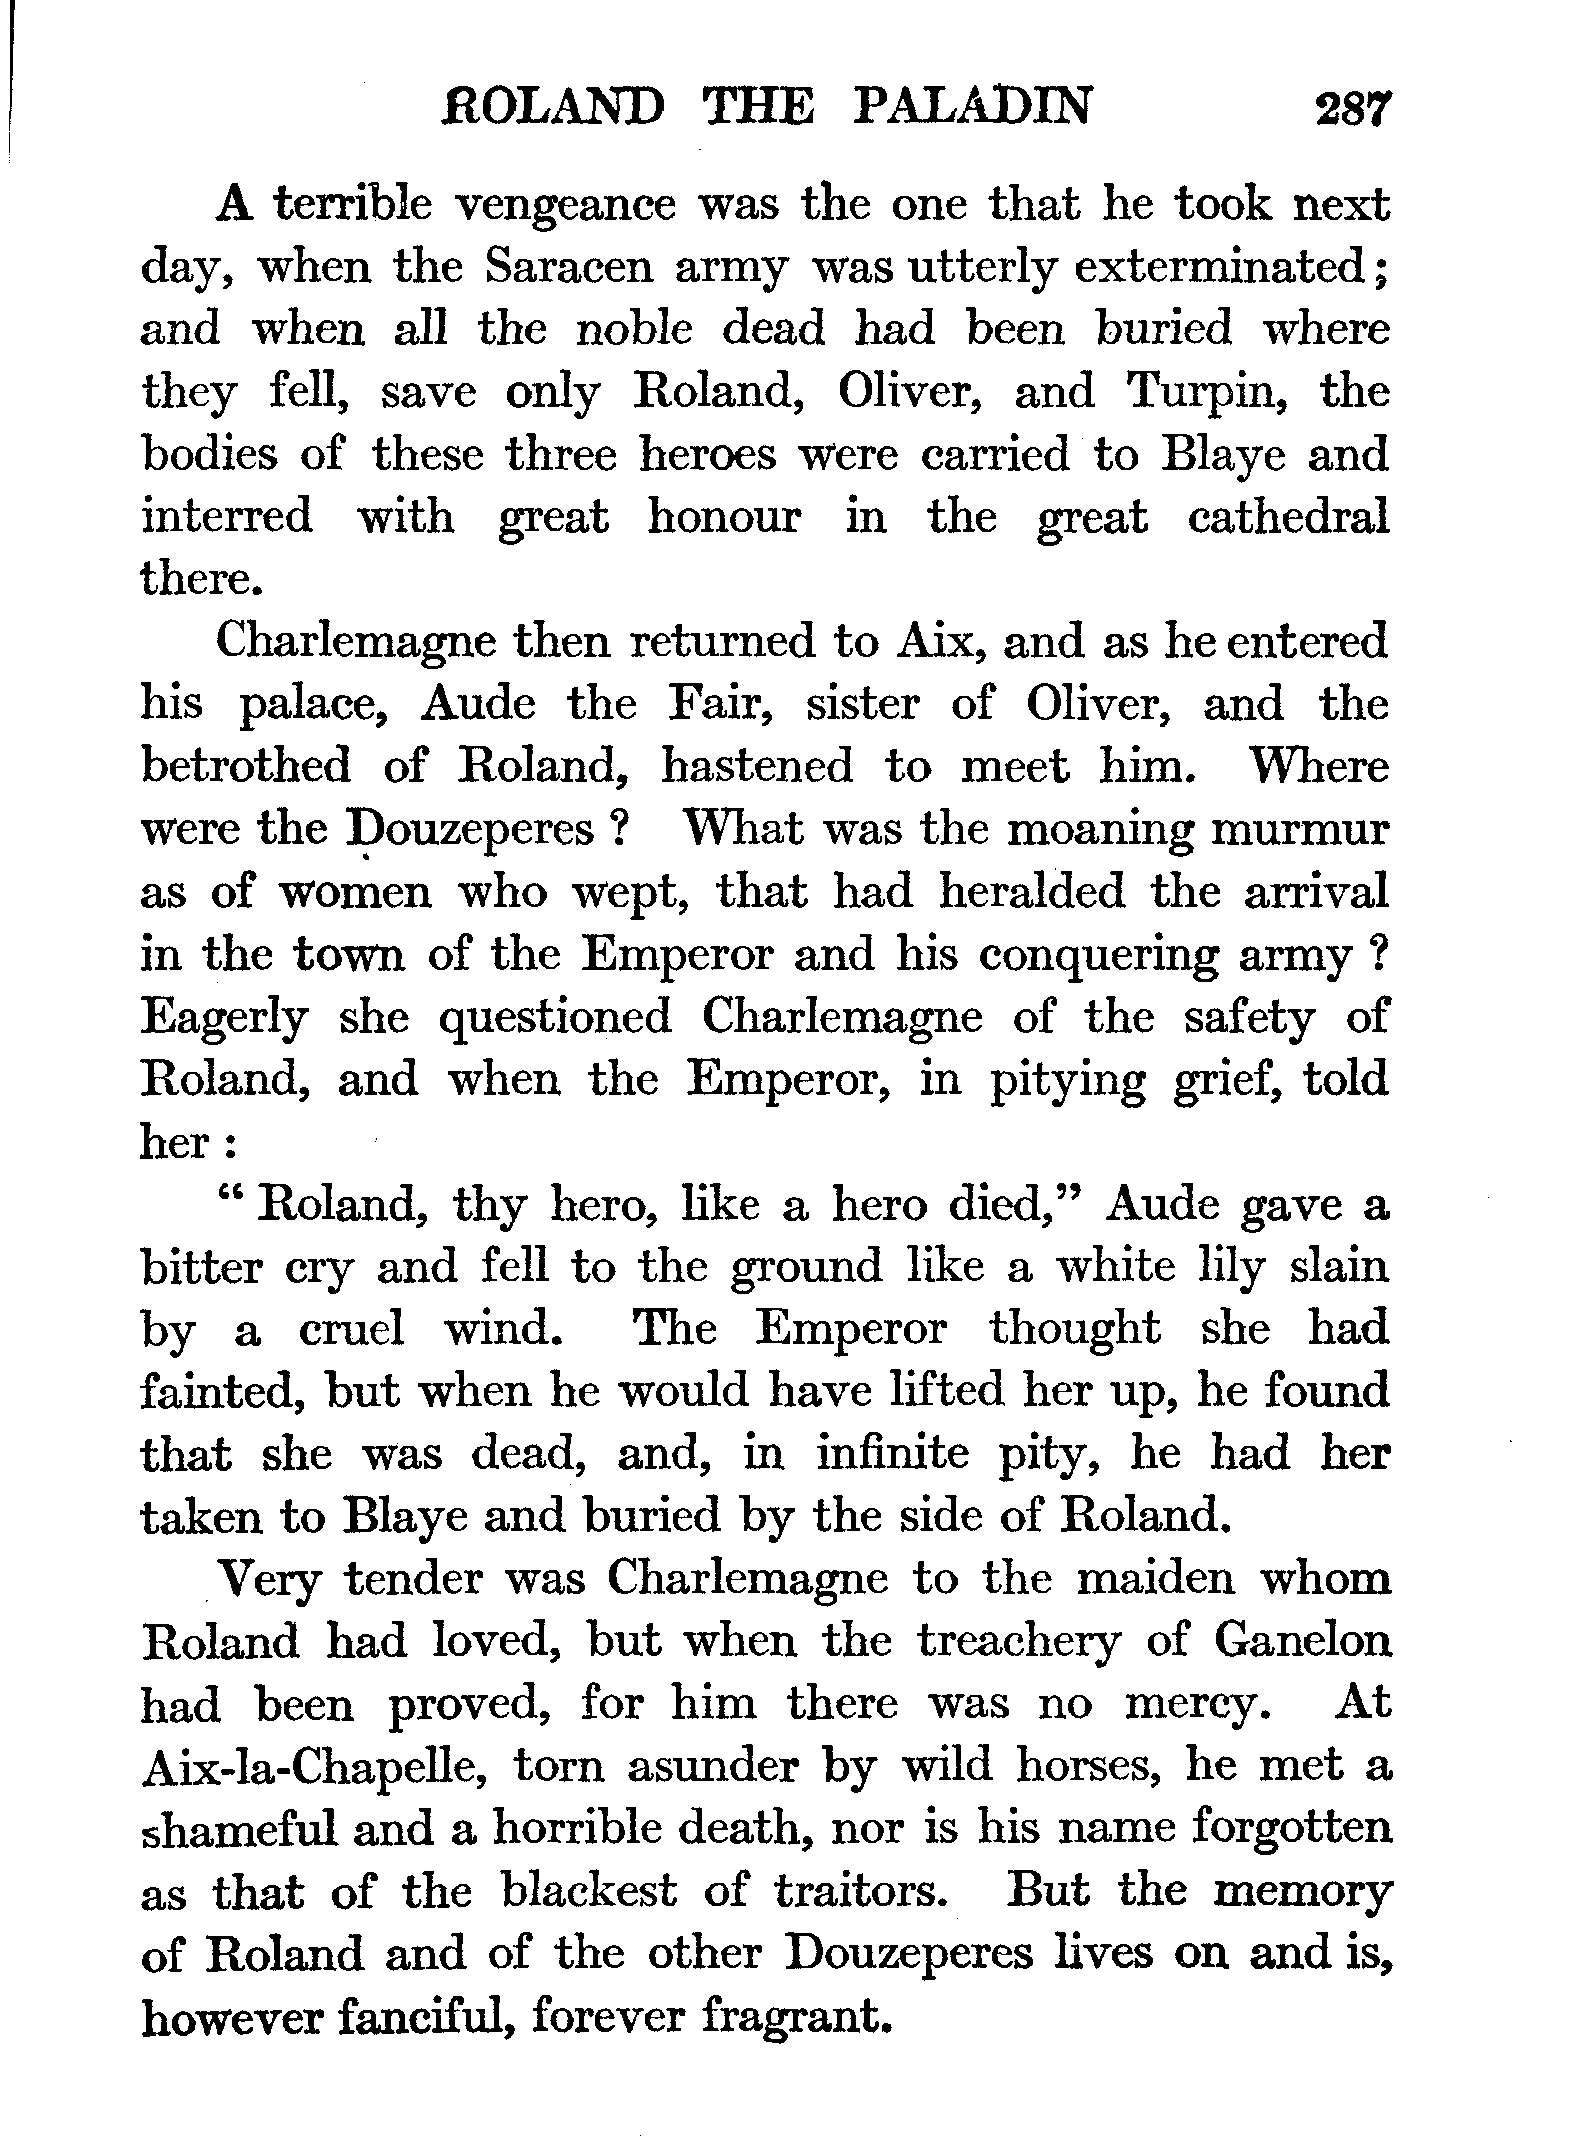 ROLAND THE PALADIN 287
A terrible vengeance was the one that he took next
day, when the Saracen army was utterly exterminated;
and when all the noble dead had been buried where
they fell, save only Roland, Oliver, and Turpin, the
bodies of these three heroes were carried to Blaye and
interred with great honour in the great cathedral
there.
Charlemagne then returned to Aix, and as he entered
his palace, Aude the Fair, sister of Oliver, and the
betrothed of Roland, hastened to meet him. Where
were the Douzeperes ? What was the moaning murmur
as of women who wept, that had heralded the arrival
in the town of the Emperor and his conquering army ?
Eagerly she questioned Charlemagne of the safety of
Roland, and when the Emperor, in pitying grief, told
her :
“ Roland, thy hero, like a hero died,” Aude gave a
bitter cry and fell to the ground like a white lily slain
by a cruel wind. The Emperor thought she had
fainted, but when he would have lifted her up, he found
that she was dead, and, in infinite pity, he had her
taken to Blaye and buried by the side of Roland.
Very tender was Charlemagne to the maiden whom
Roland had loved, but when the treachery of Ganelon
had been proved, for him there was no mercy. At
Aix-la-Chapelle, torn asunder by wild horses, he met a
shameful and a horrible death, nor is his name forgotten
as that of the blackest of traitors. But the memory
of Roland and of the other Douzeperes lives on and is,
however fanciful, forever fragrant.